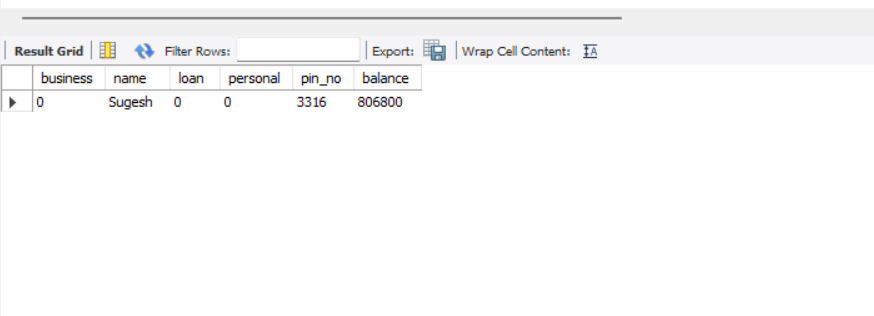 Result Grid Filter Rows: Export: Wrap Cell Content: IA
business name loan personal pin_no balance
0 Sugesh 0 0 3316 806800